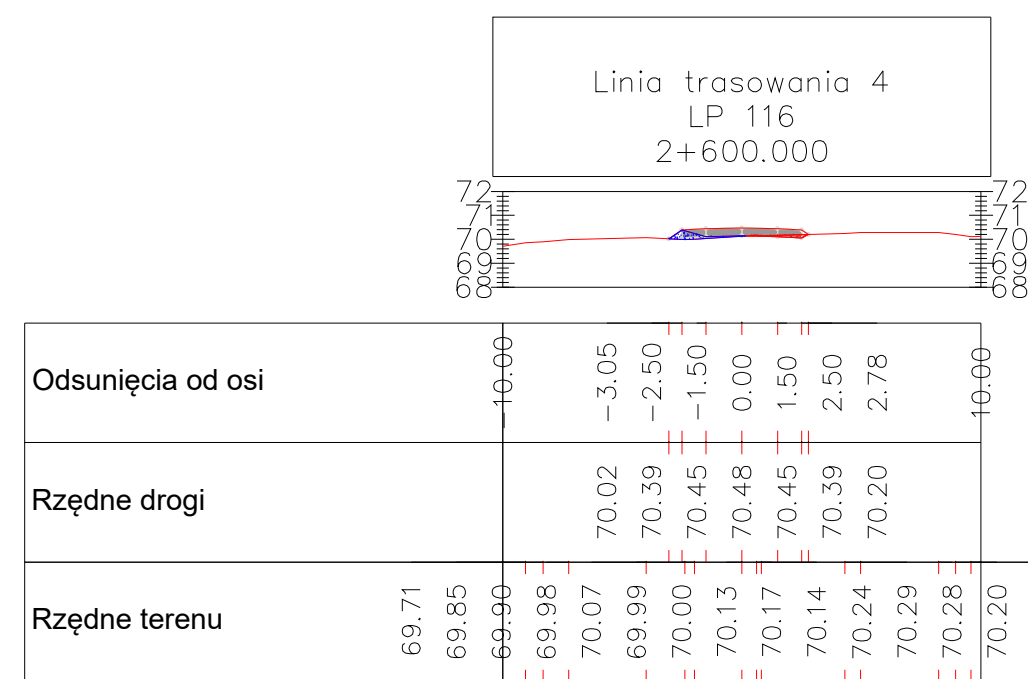 Linia trasowania 4
LP 116
2+600.000
72 72
71 71
70 70
69 69
68 68
Odsunięcia od osi -10.00 -3.05 -2.50 -1.50 0.00 1.50 2.50 2.78 10.00
Rzędne drogi 70.02 70.39 70.45 70.48 70.45 70.39 70.20
Rzędne terenu 69.71 69.85 69.90 69.98 70.07 69.99 70.00 70.13 70.17 70.14 70.24 70.29 70.28 70.20